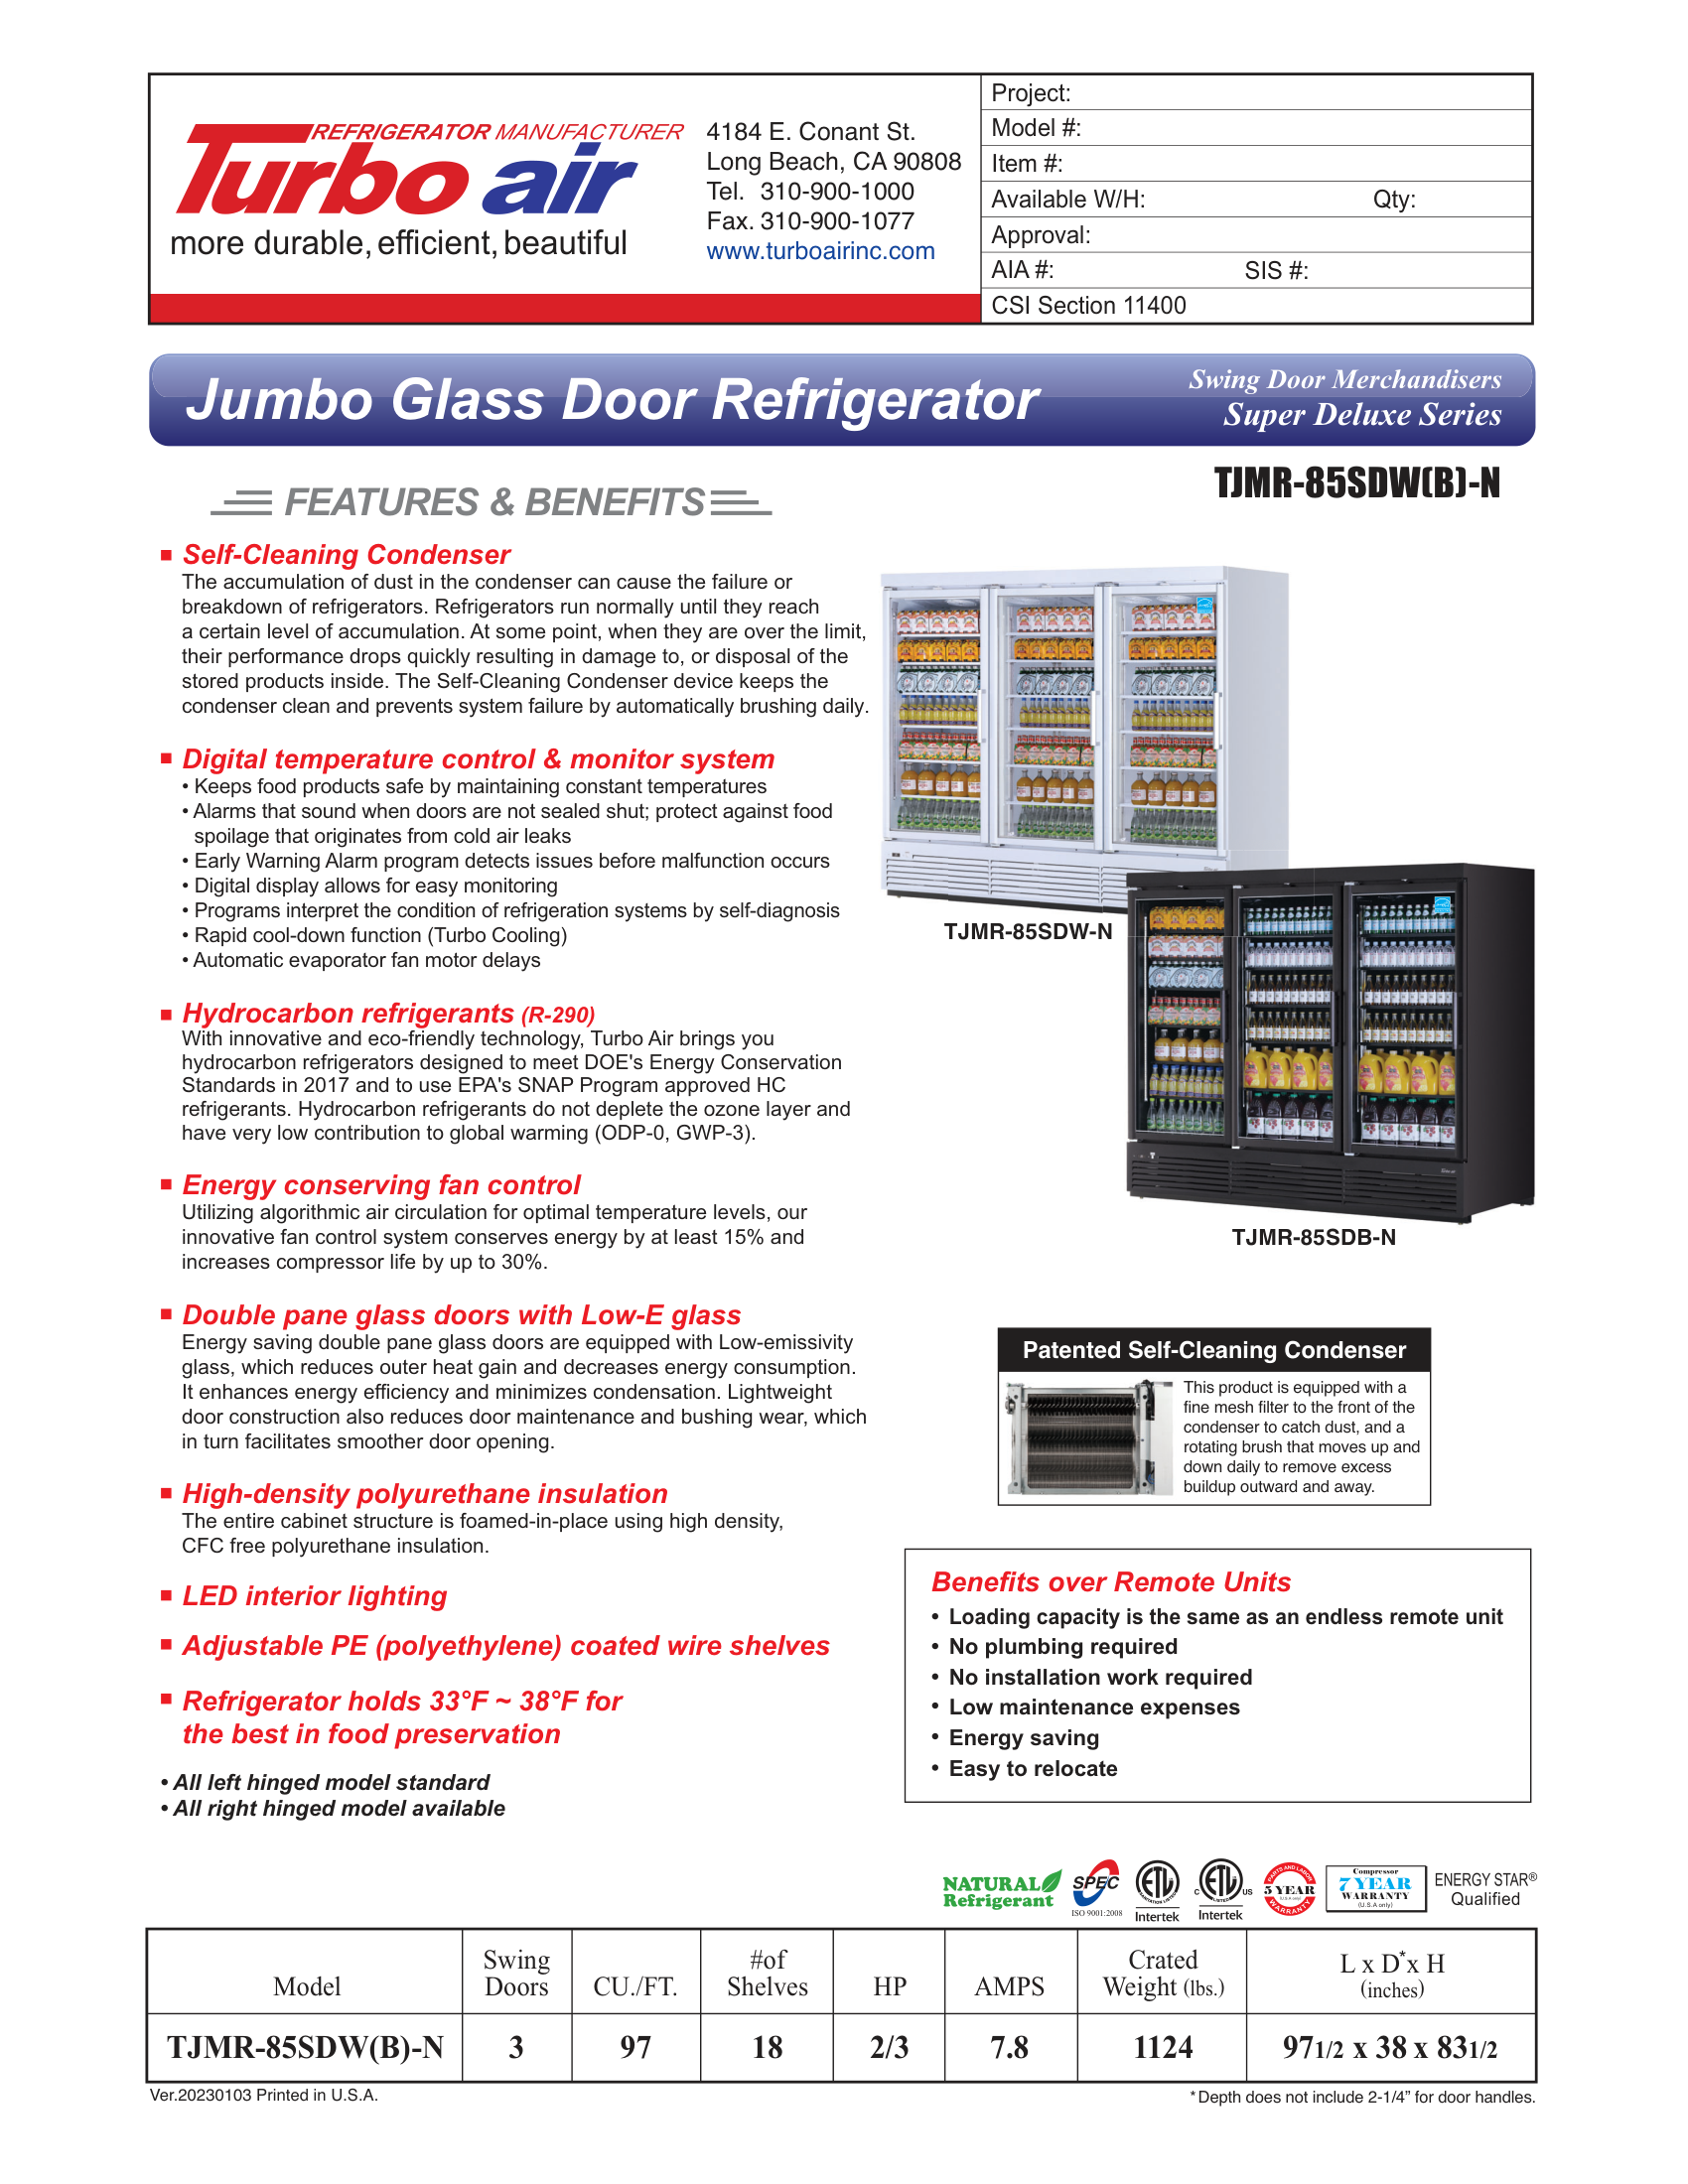 REFRIGERATOR MANUFACTURER
Turbo air
more durable, efficient, beautiful
4184 E. Conant St.
Long Beach, CA 90808
Tel. 310-900-1000
Fax. 310-900-1077
www.turboairinc.com
Project:
Model #:
Item #:
Available W/H: Qty:
Approval:
AIA #: SIS #:
CSI Section 11400
Jumbo Glass Door Refrigerator
Swing Door Merchandisers
Super Deluxe Series
TJMR-85SDW(B)-N
FEATURES & BENEFITS
Self-Cleaning Condenser
The accumulation of dust in the condenser can cause the failure or
breakdown of refrigerators. Refrigerators run normally until they reach
a certain level of accumulation. At some point, when they are over the limit,
their performance drops quickly resulting in damage to, or disposal of the
stored products inside. The Self-Cleaning Condenser device keeps the
condenser clean and prevents system failure by automatically brushing daily.
Digital temperature control & monitor system
• Keeps food products safe by maintaining constant temperatures
• Alarms that sound when doors are not sealed shut; protect against food
spoilage that originates from cold air leaks
• Early Warning Alarm program detects issues before malfunction occurs
• Digital display allows for easy monitoring
• Programs interpret the condition of refrigeration systems by self-diagnosis
• Rapid cool-down function (Turbo Cooling)
• Automatic evaporator fan motor delays
Hydrocarbon refrigerants (R-290)
With innovative and eco-friendly technology, Turbo Air brings you
hydrocarbon refrigerators designed to meet DOE's Energy Conservation
Standards in 2017 and to use EPA's SNAP Program approved HC
refrigerants. Hydrocarbon refrigerants do not deplete the ozone layer and
have very low contribution to global warming (ODP-0, GWP-3).
Energy conserving fan control
Utilizing algorithmic air circulation for optimal temperature levels, our
innovative fan control system conserves energy by at least 15% and
increases compressor life by up to 30%.
Double pane glass doors with Low-E glass
Energy saving double pane glass doors are equipped with Low-emissivity
glass, which reduces outer heat gain and decreases energy consumption.
It enhances energy efficiency and minimizes condensation. Lightweight
door construction also reduces door maintenance and bushing wear, which
in turn facilitates smoother door opening.
High-density polyurethane insulation
The entire cabinet structure is foamed-in-place using high density,
CFC free polyurethane insulation.
LED interior lighting
Adjustable PE (polyethylene) coated wire shelves
Refrigerator holds 33°F ~ 38°F for
the best in food preservation
• All left hinged model standard
• All right hinged model available
TJMR-85SDW-N
TJMR-85SDB-N
Patented Self-Cleaning Condenser
This product is equipped with a
fine mesh filter to the front of the
condenser to catch dust, and a
rotating brush that moves up and
down daily to remove excess
buildup outward and away.
Benefits over Remote Units
• Loading capacity is the same as an endless remote unit
• No plumbing required
• No installation work required
• Low maintenance expenses
• Energy saving
• Easy to relocate
NATURAL
Refrigerant
SPEC
ISO 9001:2008
ETL
SANITATION LISTED
Intertek
C ETL US
LISTED
Intertek
PARTS AND LABOR
5 YEAR
(U.S.A only)
WARRANTY
Compressor
7 YEAR
WARRANTY
(U.S.A only)
ENERGY STAR®
Qualified
Model | Swing Doors | CU./FT. | #of Shelves | HP | AMPS | Crated Weight (lbs.) | L x D* x H (inches)
TJMR-85SDW(B)-N | 3 | 97 | 18 | 2/3 | 7.8 | 1124 | 97 1/2 x 38 x 83 1/2
Ver.20230103 Printed in U.S.A.
* Depth does not include 2-1/4” for door handles.